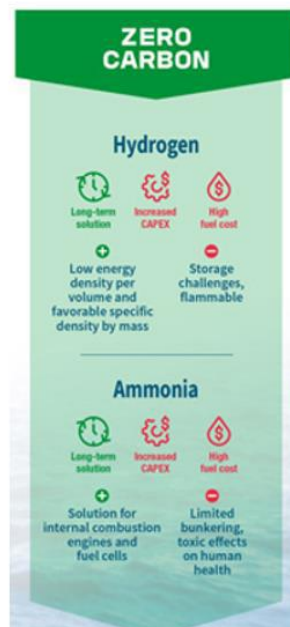 ZERO
CARBON
Hydrogen
Long-term
solution
Increased
CAPEX
High
fuel cost
Low energy
density per
volume and
favorable specific
density by mass
Storage
challenges,
flammable
Ammonia
Long-term
solution
Increased
CAPEX
High
fuel cost
Solution for
internal combustion
engines and
fuel cells
Limited
bunkering,
toxic effects
on human
health